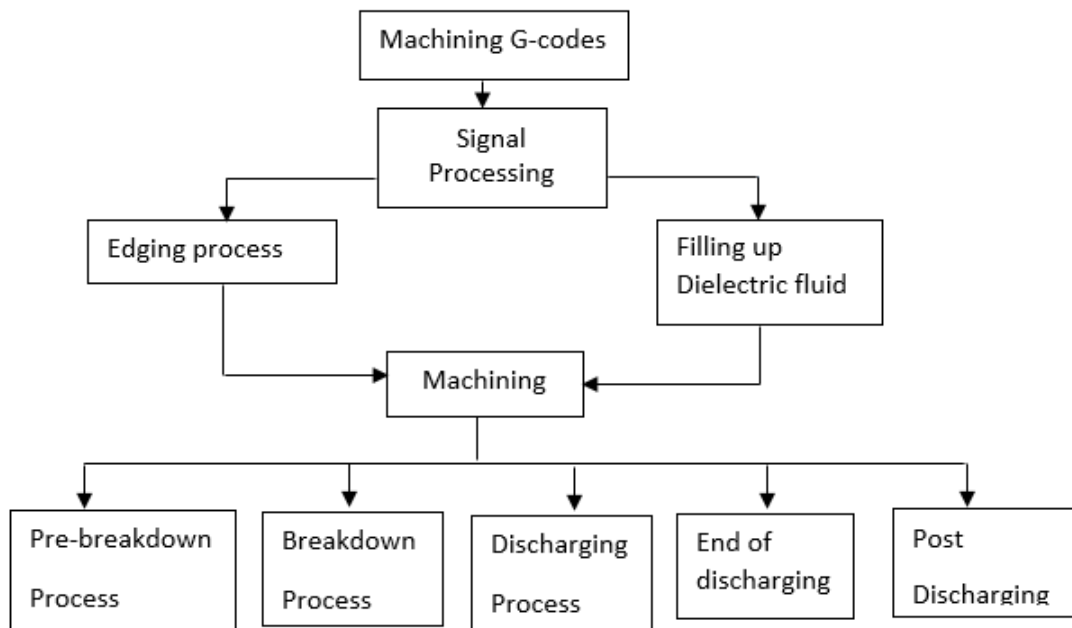 Machining G-codes
Signal
Processing
Edging process
Filling up
Dielectric fluid
Machining
Pre-breakdown
Process
Breakdown
Process
Discharging
Process
End of
discharging
Post
Discharging